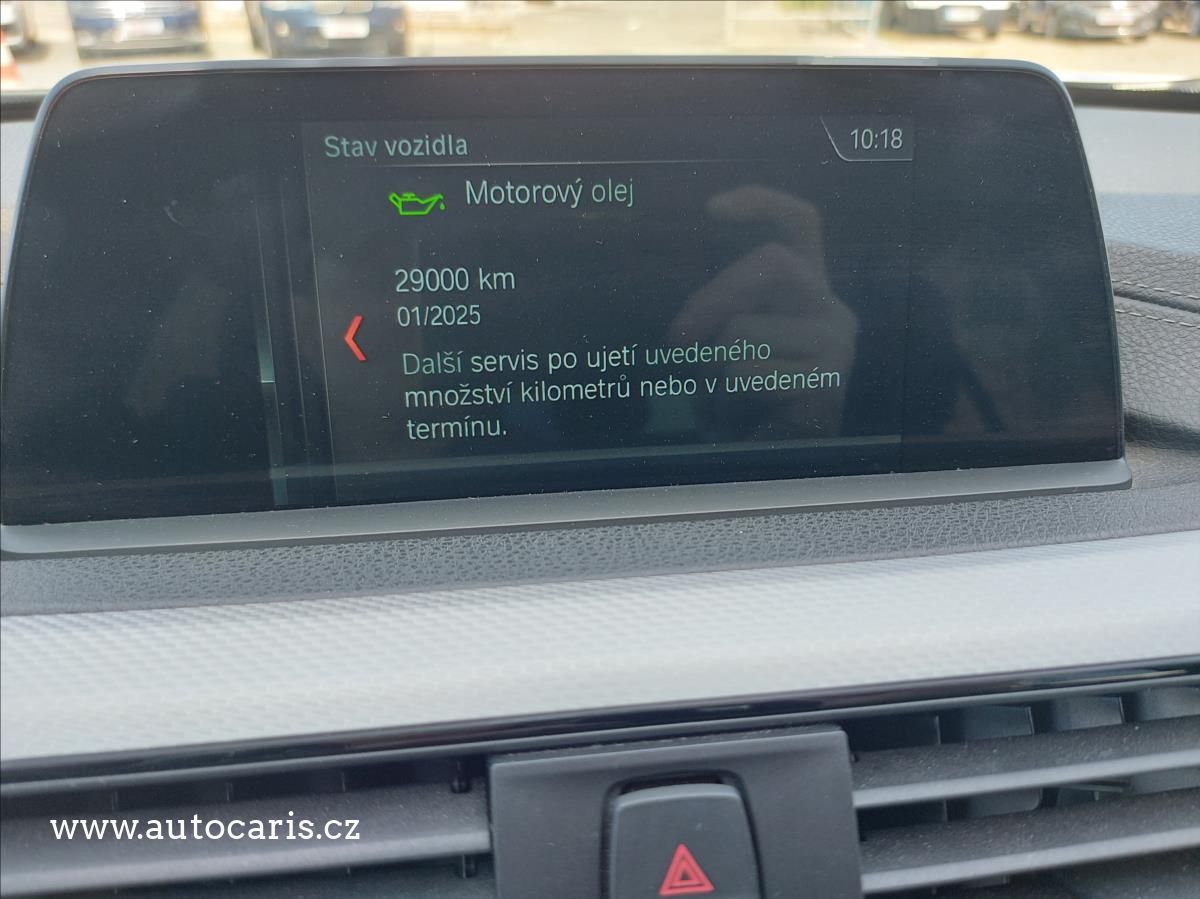 Stav vozidla
10:18
Motorový olej
29000 km
01/2025
Další servis po ujetí uvedeného
množství kilometrů nebo v uvedeném
termínu.
www.autocaris.cz